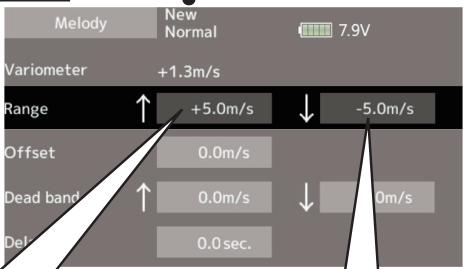 Melody
New
Normal
7.9V
Variometer +1.3m/s
Range ↑ +5.0m/s ↓ -5.0m/s
Offset 0.0m/s
Dead band ↑ 0.0m/s ↓ 0m/s
0.0 sec.